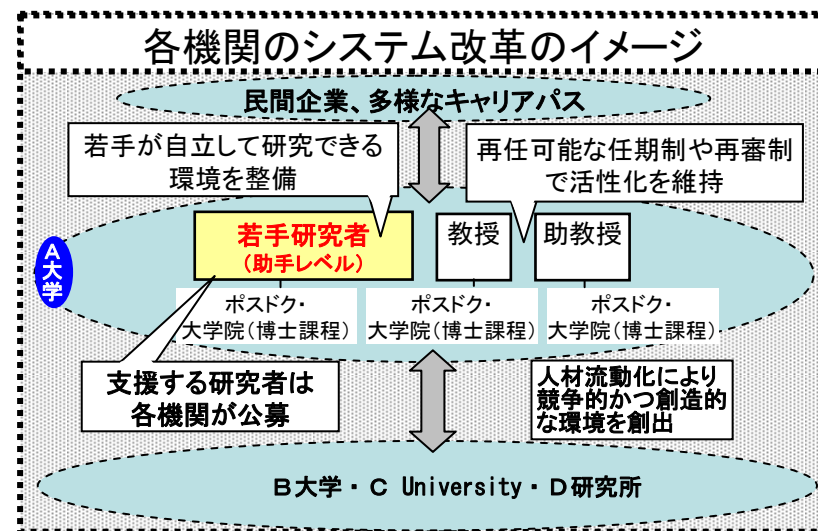 各機関のシステム改革のイメージ
民間企業、多様なキャリアパス
若手が自立して研究できる
環境を整備
再任可能な任期制や再審制
で活性化を維持
A大学
若手研究者
(助手レベル)
教授
助教授
ポスドク・
大学院(博士課程)
ポスドク・
大学院(博士課程)
ポスドク・
大学院(博士課程)
支援する研究者は
各機関が公募
人材流動化により
競争的かつ創造的
な環境を創出
B大学・C University・D研究所